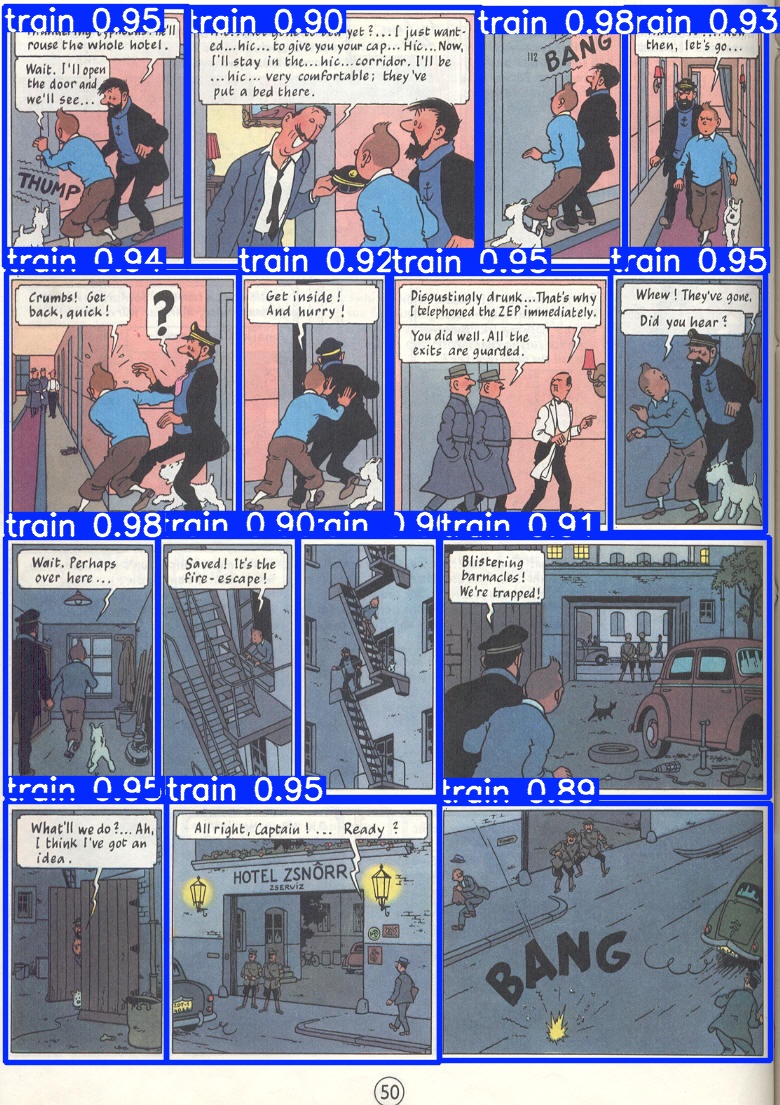 train 0.95
rouse the whole hotel.
Wait. I'll open
the door and
we'll see...
THUMP
train 0.90
yet?... I just want-
ed...hic... to give you your cap... Hic... Now,
I'll stay in the...hic...corridor. I'll be
...hic... very comfortable; they've
put a bed there.
train 0.98
112
BANG
train 0.93
then, let's go...
train 0.94
Crumbs! Get
back, quick!
?
train 0.92
Get inside!
And hurry!
train 0.95
Disgustingly drunk...That's why
I telephoned the ZEP immediately.
You did well. All the
exits are guarded.
train 0.95
Whew! They've gone.
Did you hear?
train 0.98
Wait. Perhaps
over here...
train 0.90
Saved! It's the
fire-escape!
train 0.91
Blistering
barnacles!
We're trapped!
train 0.95
What'll we do?... Ah,
I think I've got an
idea.
train 0.95
All right, Captain! ... Ready?
HOTEL ZSNÔRR
ZSERVIZ
train 0.89
BANG
50